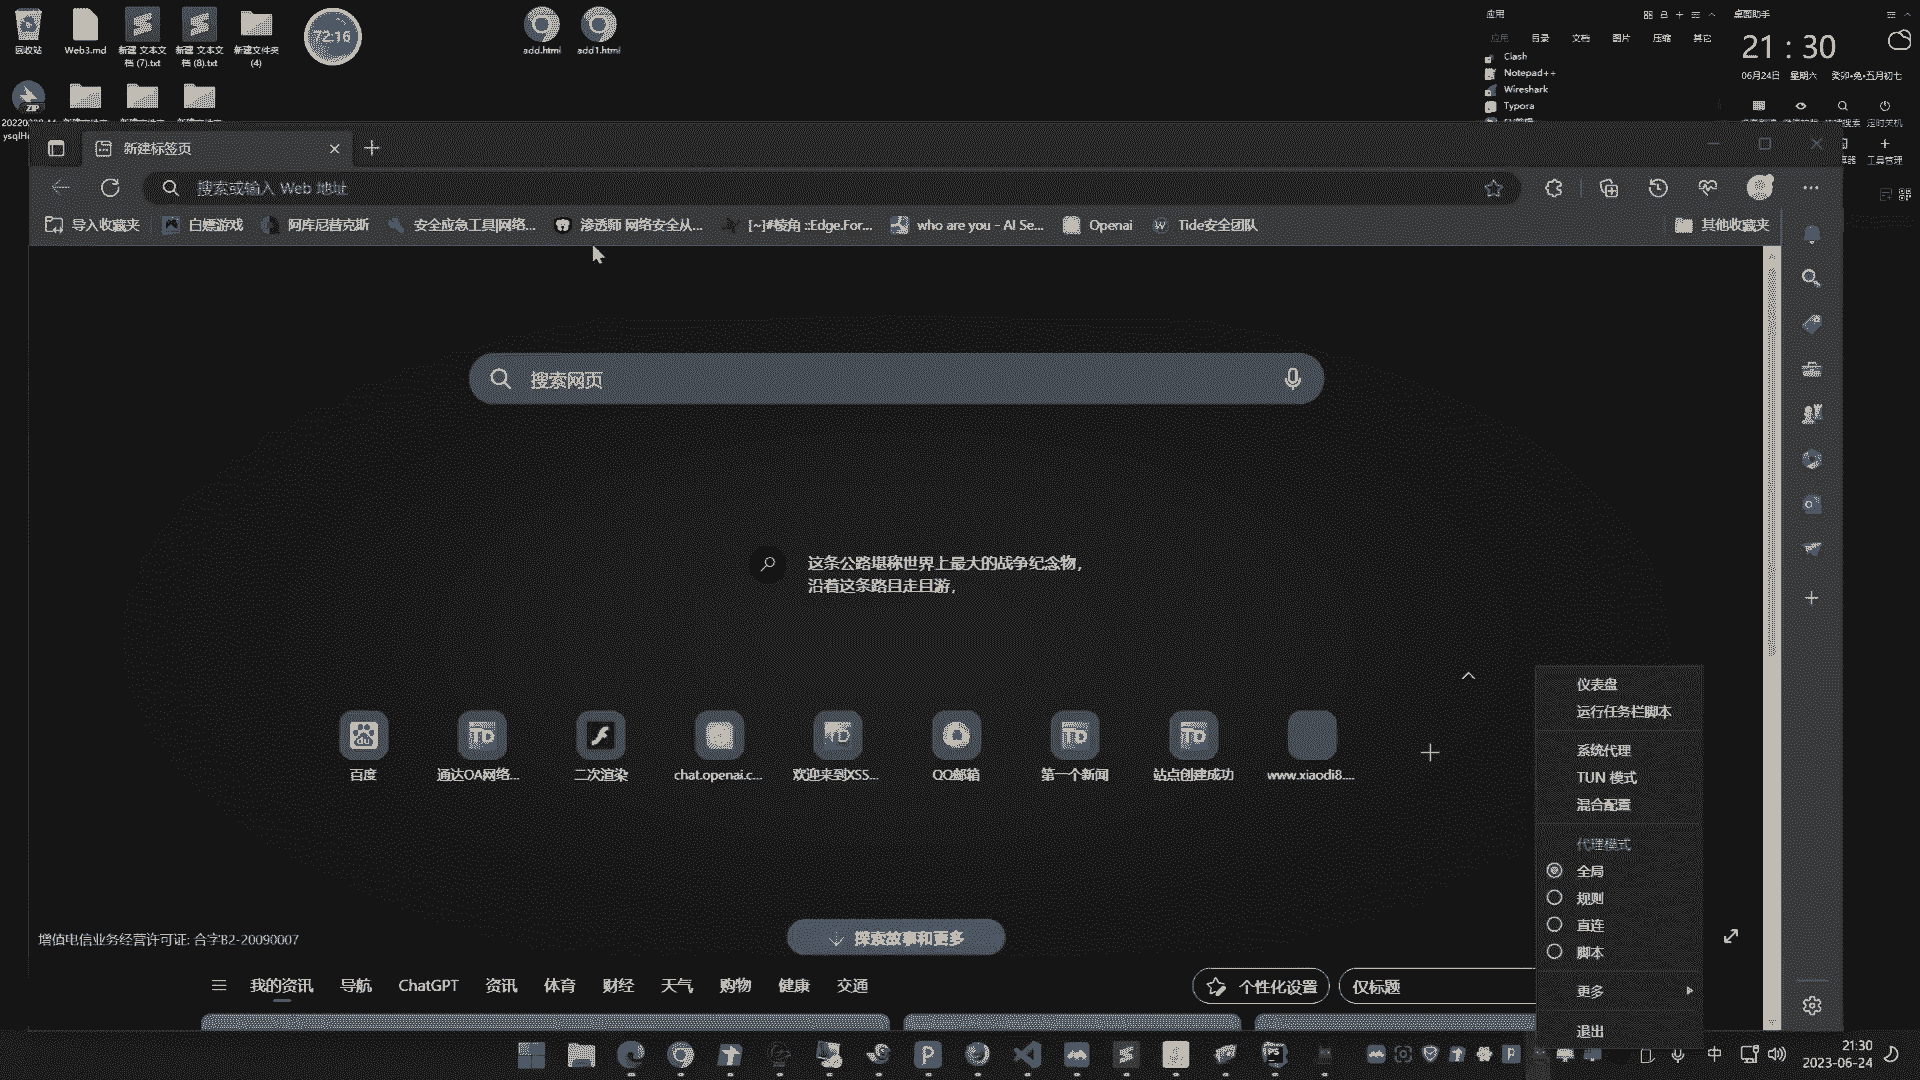 回收站
Web3.md
新建 文本文
档 (7).txt
新建 文本文
档 (8).txt
新建文件夹
(4)
72:16
add.html
add1.html
ZIP
应用
应用 目录 文档 图片 压缩 其它
Clash
Notepad++
Wireshark
Typora
桌面助手
21 : 30
06月24日 星期六 癸卯•兔•五月初七
定时关机
工具管理
新建标签页
搜索或输入 Web 地址
导入收藏夹
白嫖游戏
阿库尼普克斯
安全应急工具|网络...
渗透师 网络安全从...
[~]#棱角 ::Edge.For...
who are you - AI Se...
Openai
Tide安全团队
其他收藏夹
搜索网页
这条公路堪称世界上最大的战争纪念物,
沿着这条路且走且游,
百度
通达OA网络...
二次渲染
chat.openai.c...
欢迎来到XSS...
QQ邮箱
第一个新闻
站点创建成功
www.xiaodi8....
增值电信业务经营许可证: 合字B2-20090007
探索故事和更多
我的资讯 导航 ChatGPT 资讯 体育 财经 天气 购物 健康 交通
个性化设置
仅标题
仪表盘
运行任务栏脚本
系统代理
TUN 模式
混合配置
代理模式
全局
规则
直连
脚本
更多
退出
中
21:30
2023-06-24